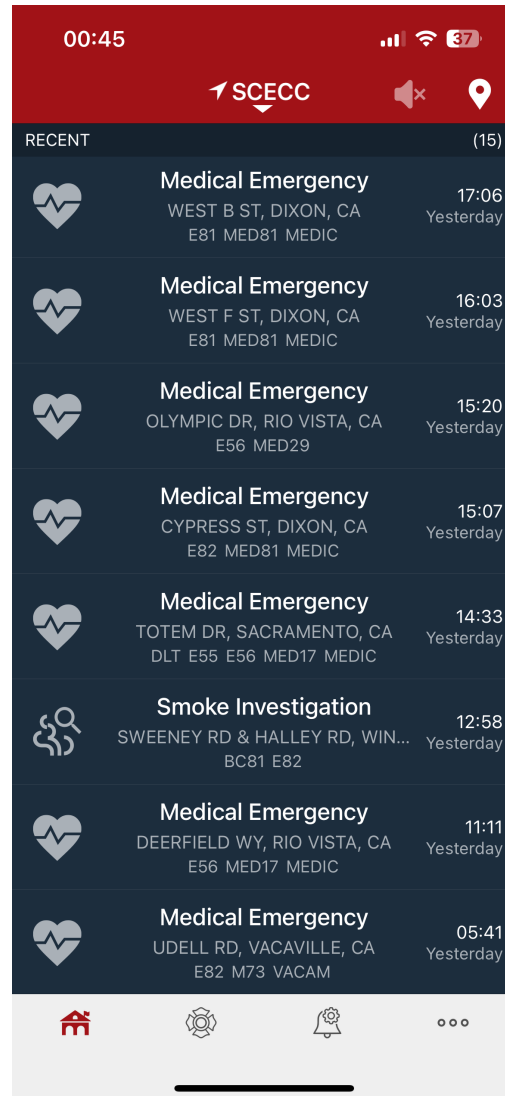 00:45
37
SCECC
RECENT (15)
Medical Emergency
WEST B ST, DIXON, CA
E81 MED81 MEDIC
17:06
Yesterday
Medical Emergency
WEST F ST, DIXON, CA
E81 MED81 MEDIC
16:03
Yesterday
Medical Emergency
OLYMPIC DR, RIO VISTA, CA
E56 MED29
15:20
Yesterday
Medical Emergency
CYPRESS ST, DIXON, CA
E82 MED81 MEDIC
15:07
Yesterday
Medical Emergency
TOTEM DR, SACRAMENTO, CA
DLT E55 E56 MED17 MEDIC
14:33
Yesterday
Smoke Investigation
SWEENEY RD & HALLEY RD, WIN...
BC81 E82
12:58
Yesterday
Medical Emergency
DEERFIELD WY, RIO VISTA, CA
E56 MED17 MEDIC
11:11
Yesterday
Medical Emergency
UDELL RD, VACAVILLE, CA
E82 M73 VACAM
05:41
Yesterday